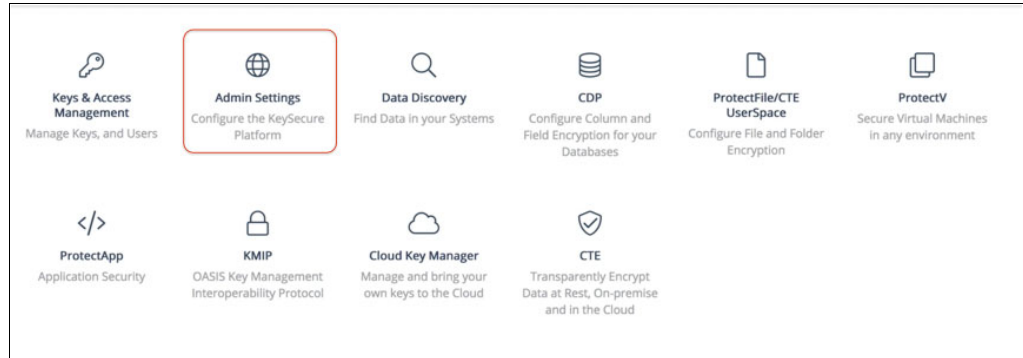 Keys & Access
Management
Manage Keys, and Users
Admin Settings
Configure the KeySecure
Platform
Data Discovery
Find Data in your Systems
CDP
Configure Column and
Field Encryption for your
Databases
ProtectFile/CTE
UserSpace
Configure File and Folder
Encryption
ProtectV
Secure Virtual Machines
in any environment
</>
ProtectApp
Application Security
KMIP
OASIS Key Management
Interoperability Protocol
Cloud Key Manager
Manage and bring your
own keys to the Cloud
CTE
Transparently Encrypt
Data at Rest, On-premise
and in the Cloud